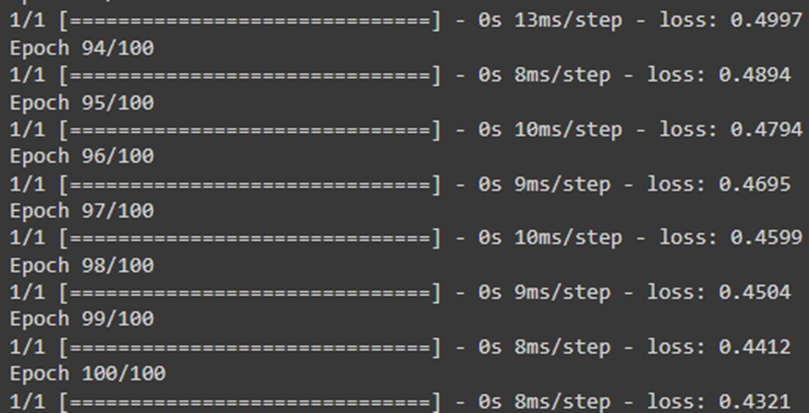 1/1 [==============================] - 0s 13ms/step - loss: 0.4997
Epoch 94/100
1/1 [==============================] - 0s 8ms/step - loss: 0.4894
Epoch 95/100
1/1 [==============================] - 0s 10ms/step - loss: 0.4794
Epoch 96/100
1/1 [==============================] - 0s 9ms/step - loss: 0.4695
Epoch 97/100
1/1 [==============================] - 0s 10ms/step - loss: 0.4599
Epoch 98/100
1/1 [==============================] - 0s 9ms/step - loss: 0.4504
Epoch 99/100
1/1 [==============================] - 0s 8ms/step - loss: 0.4412
Epoch 100/100
1/1 [==============================] - 0s 8ms/step - loss: 0.4321